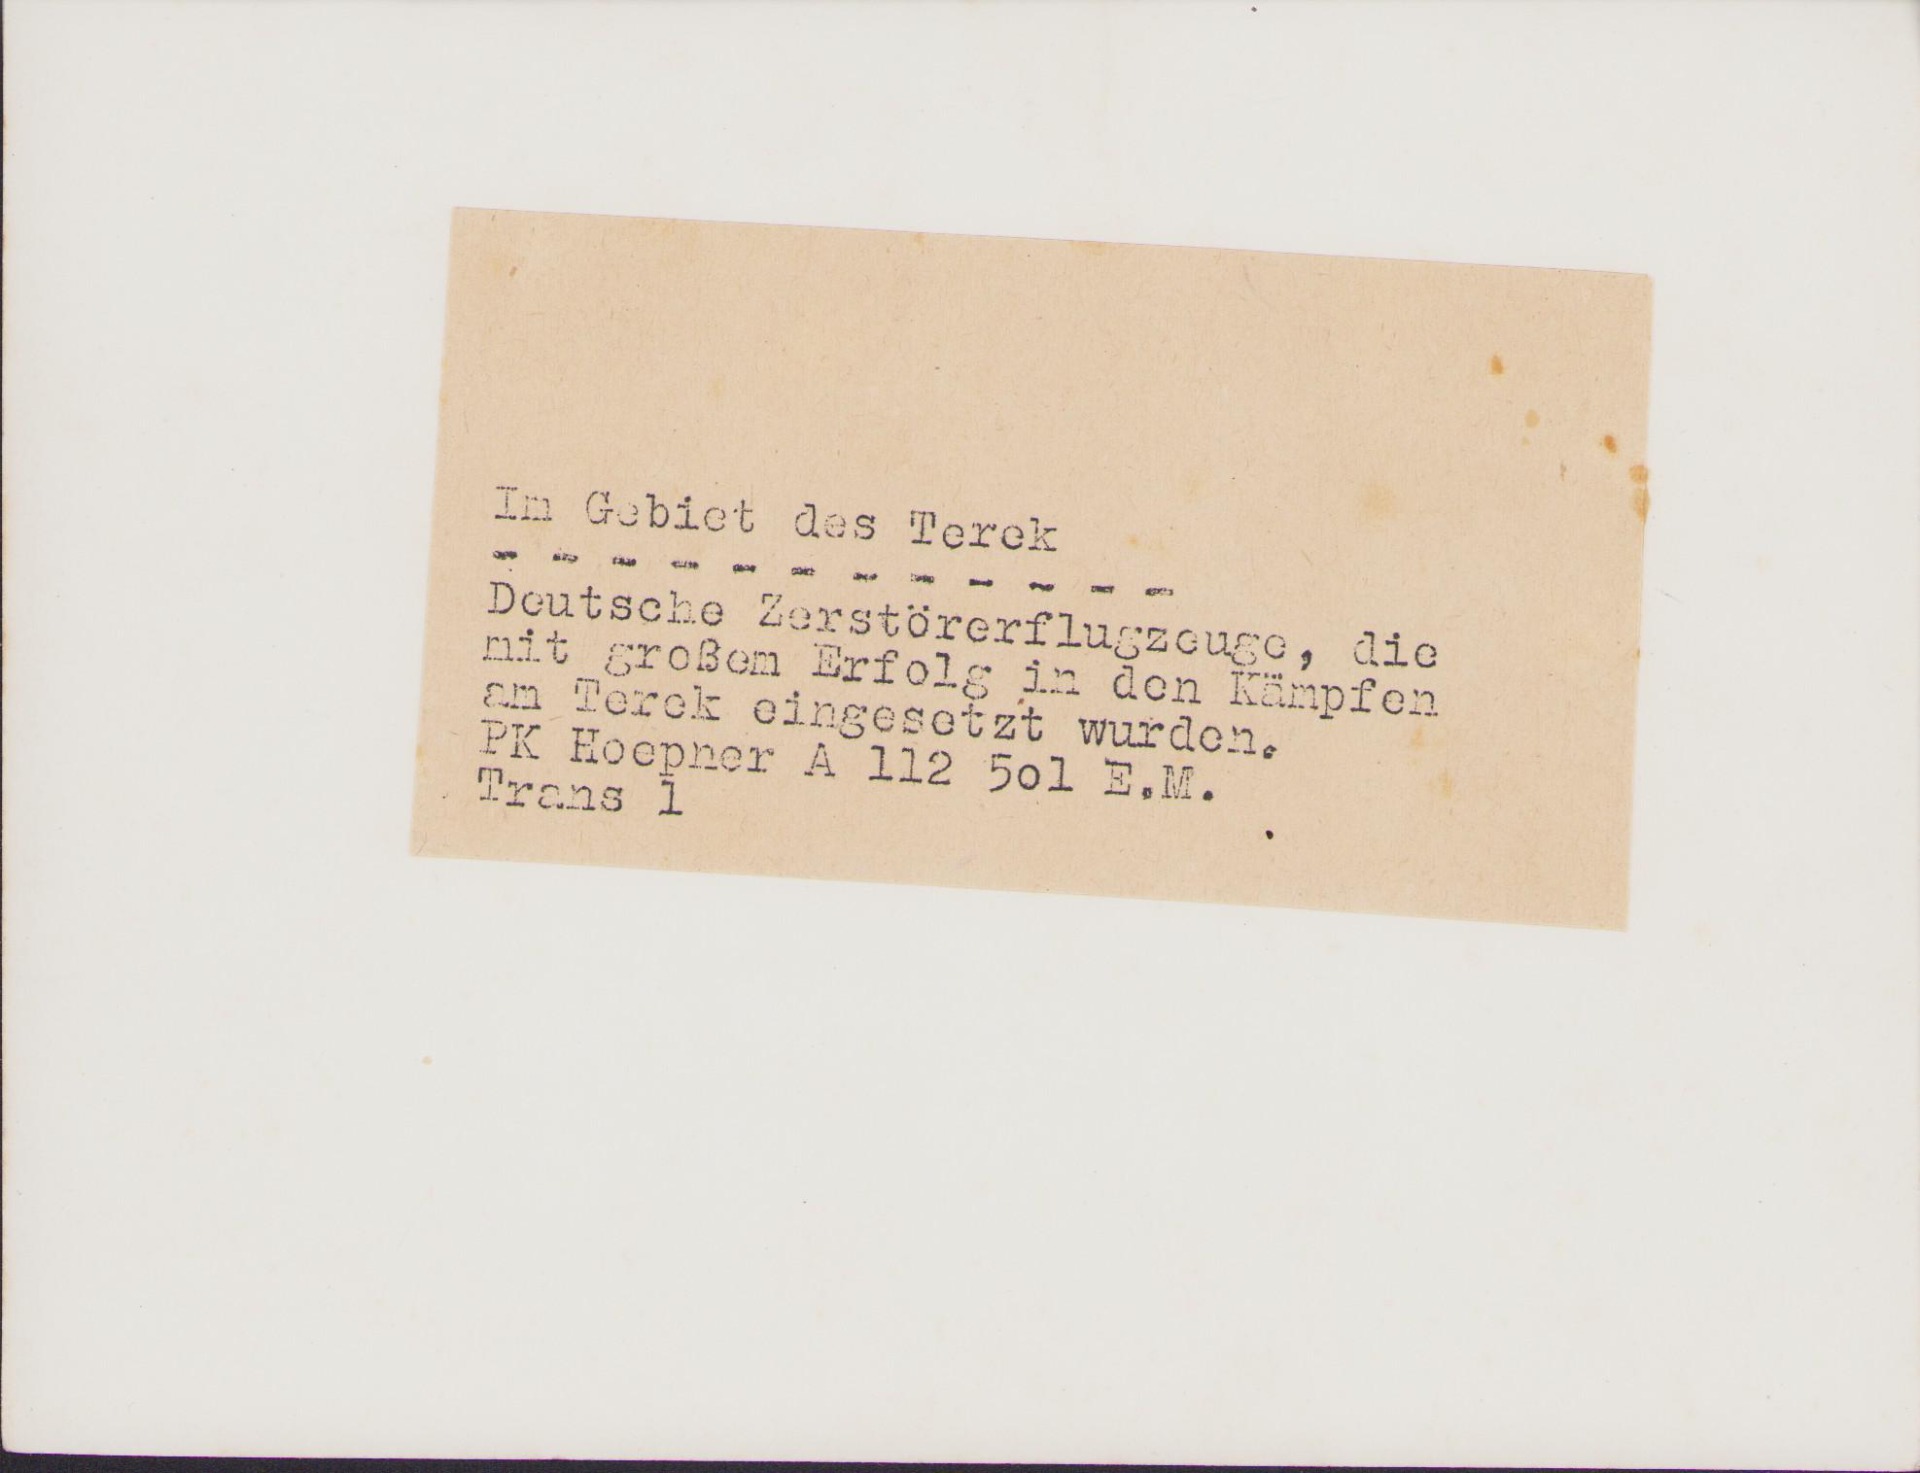 Im Gebiet des Terek
- - - - - - - - - - - -
Deutsche Zerstörerflugzeuge, die
mit großem Erfolg in den Kämpfen
am Terek eingesetzt wurden.
PK Hoepner A 112 5o1 E.M.
Trans 1